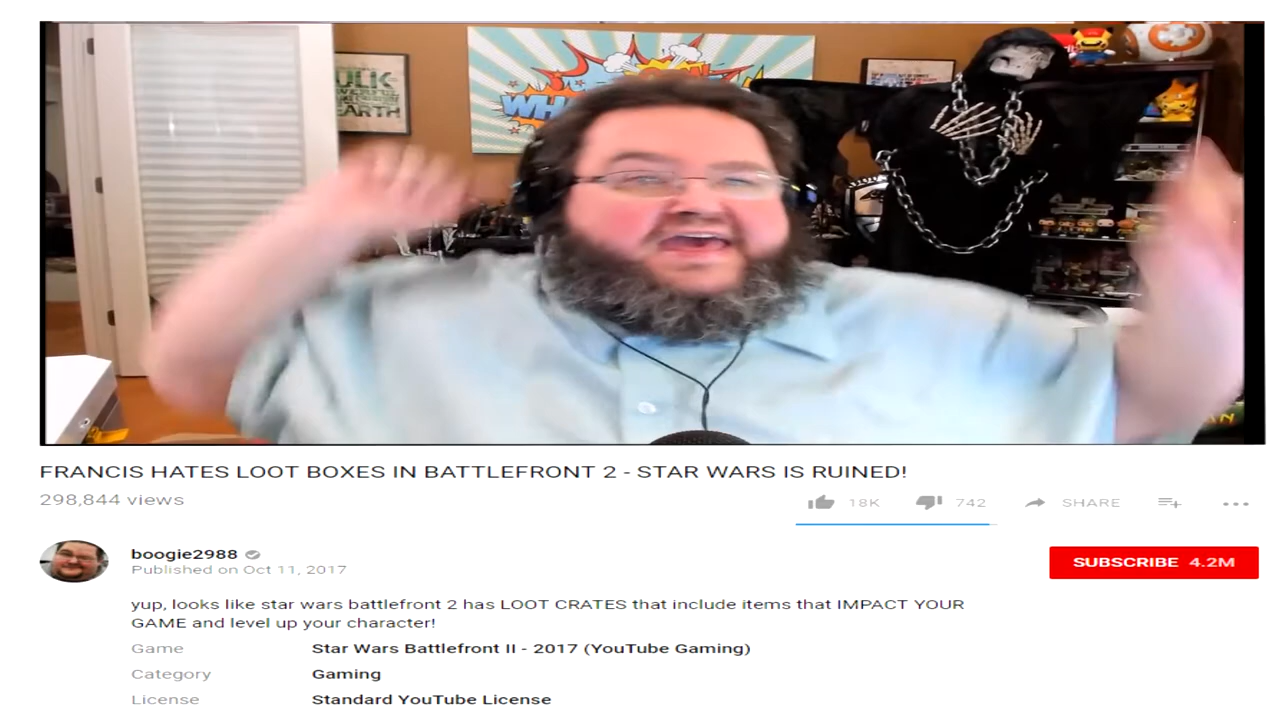 ULK-
EARTH
WH
FRANCIS HATES LOOT BOXES IN BATTLEFRONT 2 - STAR WARS IS RUINED!
298,844 views
18K 742 SHARE
boogie2988
Published on Oct 11, 2017
SUBSCRIBE 4.2M
yup, looks like star wars battlefront 2 has LOOT CRATES that include items that IMPACT YOUR
GAME and level up your character!
Game Star Wars Battlefront II - 2017 (YouTube Gaming)
Category Gaming
License Standard YouTube License